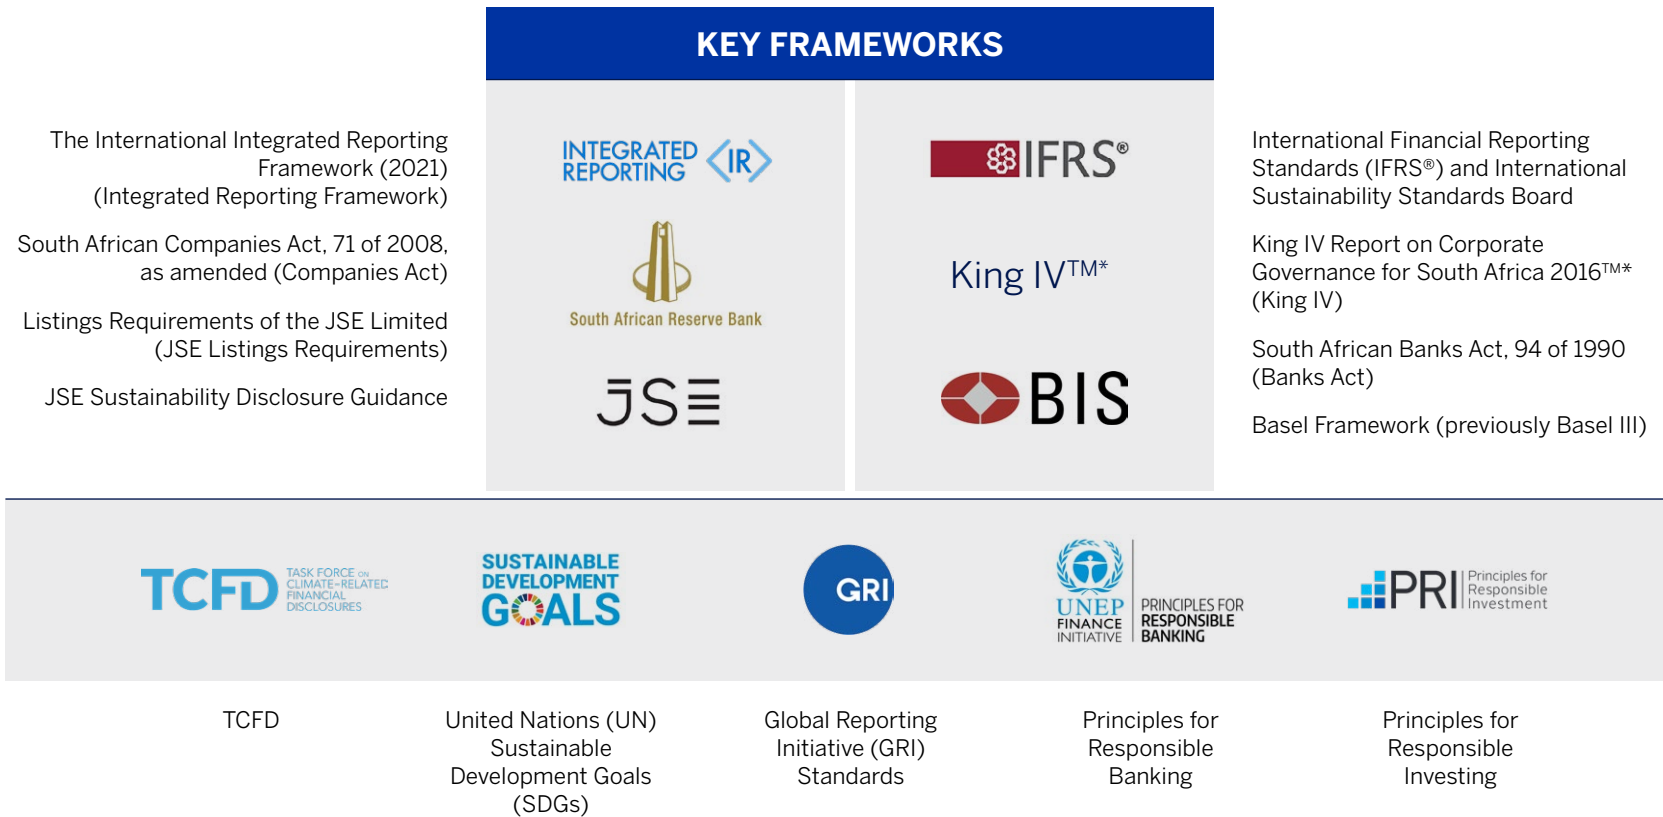 KEY FRAMEWORKS
The International Integrated Reporting
Framework (2021)
(Integrated Reporting Framework)
South African Companies Act, 71 of 2008,
as amended (Companies Act)
Listings Requirements of the JSE Limited
(JSE Listings Requirements)
JSE Sustainability Disclosure Guidance
INTEGRATED
REPORTING
<IR>
South African Reserve Bank
JSE
IFRS®
King IV™*
BIS
International Financial Reporting
Standards (IFRS®) and International
Sustainability Standards Board
King IV Report on Corporate
Governance for South Africa 2016™*
(King IV)
South African Banks Act, 94 of 1990
(Banks Act)
Basel Framework (previously Basel III)
TCFD
TASK FORCE ON
CLIMATE-RELATED
FINANCIAL
DISCLOSURES
SUSTAINABLE
DEVELOPMENT
GOALS
GRI
UNEP
FINANCE
INITIATIVE
PRINCIPLES FOR
RESPONSIBLE
BANKING
PRI
Principles for
Responsible
Investment
TCFD
United Nations (UN)
Sustainable
Development Goals
(SDGs)
Global Reporting
Initiative (GRI)
Standards
Principles for
Responsible
Banking
Principles for
Responsible
Investing